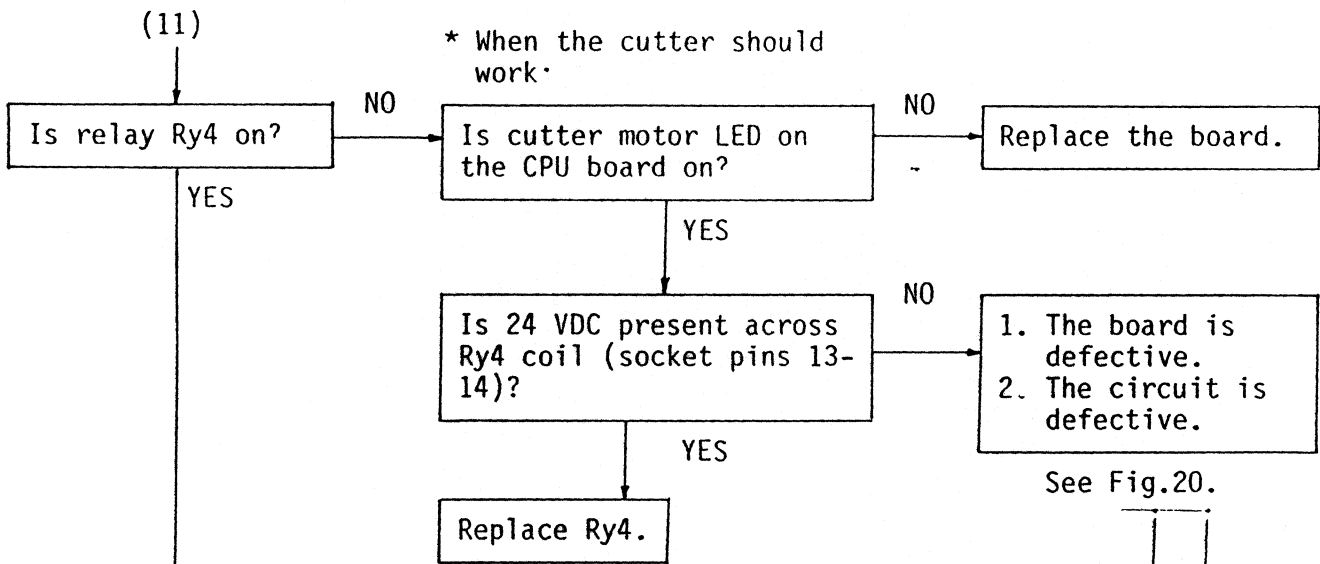 (11)
* When the cutter should
work.
Is relay Ry4 on?
NO
Is cutter motor LED on
the CPU board on?
NO
Replace the board.
YES
YES
Is 24 VDC present across
Ry4 coil (socket pins 13-
14)?
NO
1. The board is
defective.
2. The circuit is
defective.
YES
See Fig.20.
Replace Ry4.